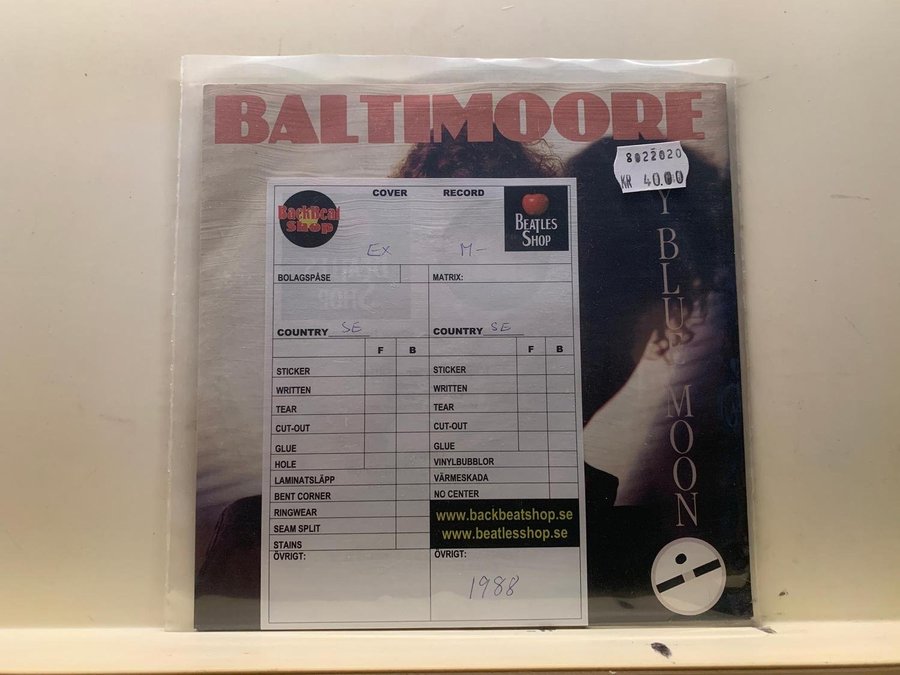 BALTIMOORE
8022020
KR 40.00
Y BLUE MOON
BackBeat
Shop
COVER RECORD
BEATLES
SHOP
EX M-
BOLAGSPÅSE MATRIX:
COUNTRY SE COUNTRY SE
F B F B
STICKER STICKER
WRITTEN WRITTEN
TEAR TEAR
CUT-OUT CUT-OUT
GLUE GLUE
HOLE VINYLBUBBLOR
LAMINATSLÄPP VÄRMESKADA
BENT CORNER NO CENTER
RINGWEAR
SEAM SPLIT
STAINS
www.backbeatshop.se
www.beatlesshop.se
ÖVRIGT: ÖVRIGT:
1988